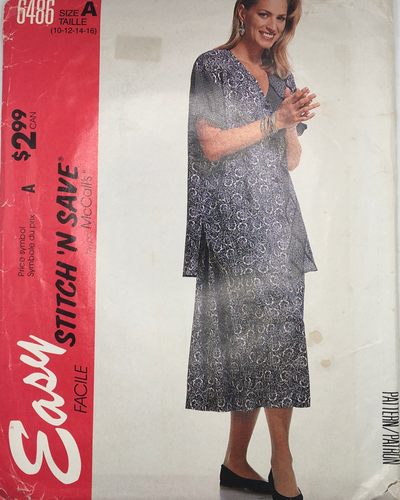 6486
SIZE A
TAILLE
(10-12-14-16)
$2.99
CAN
A
Price symbol
Symbole du prix
Easy
STITCH 'N SAVE®
McCall's®
FACILE
PATTERN/PATRON